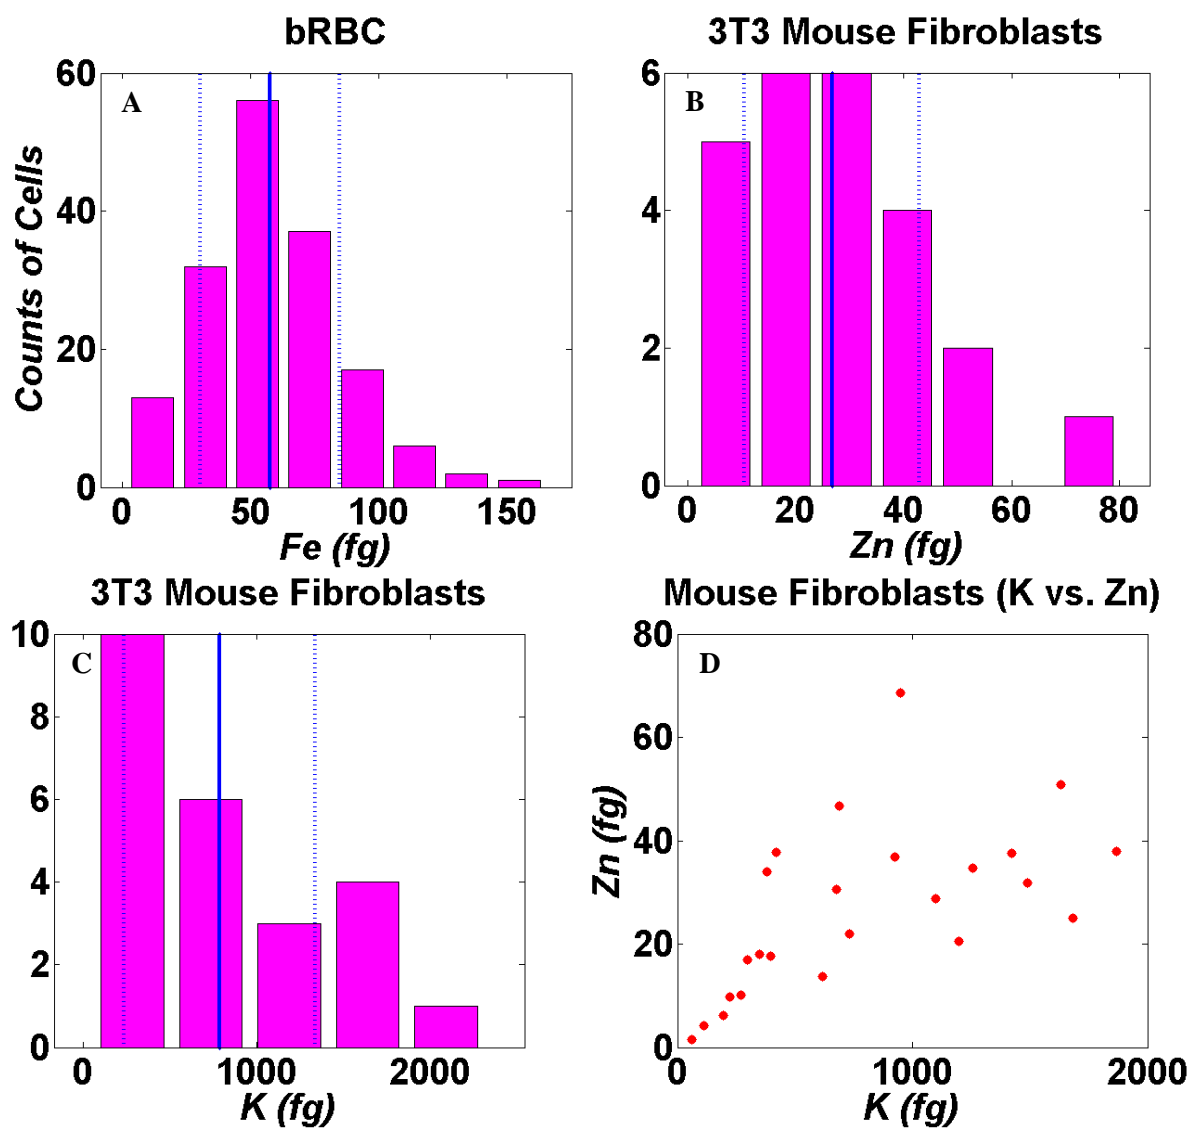 bRBC
A
60
40
20
0
Counts of Cells
0 50 100 150
Fe (fg)
3T3 Mouse Fibroblasts
B
6
4
2
0
0 20 40 60 80
Zn (fg)
3T3 Mouse Fibroblasts
C
10
8
6
4
2
0
0 1000 2000
K (fg)
Mouse Fibroblasts (K vs. Zn)
D
80
60
40
20
0
Zn (fg)
0 1000 2000
K (fg)